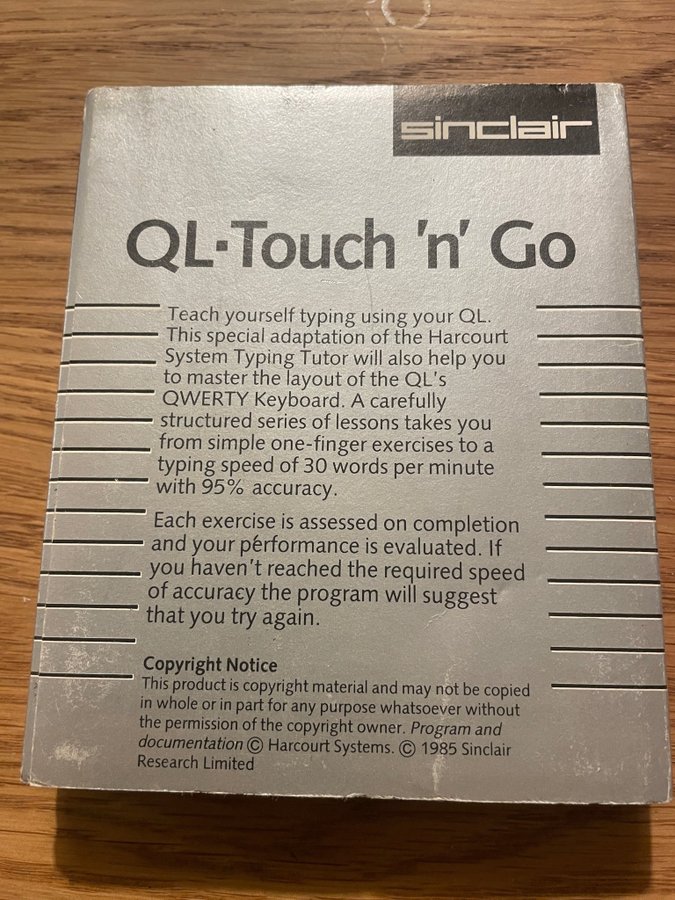 sinclair
QL·Touch 'n' Go
Teach yourself typing using your QL.
This special adaptation of the Harcourt
System Typing Tutor will also help you
to master the layout of the QL's
QWERTY Keyboard. A carefully
structured series of lessons takes you
from simple one-finger exercises to a
typing speed of 30 words per minute
with 95% accuracy.
Each exercise is assessed on completion
and your performance is evaluated. If
you haven't reached the required speed
of accuracy the program will suggest
that you try again.
Copyright Notice
This product is copyright material and may not be copied
in whole or in part for any purpose whatsoever without
the permission of the copyright owner. Program and
documentation © Harcourt Systems. © 1985 Sinclair
Research Limited